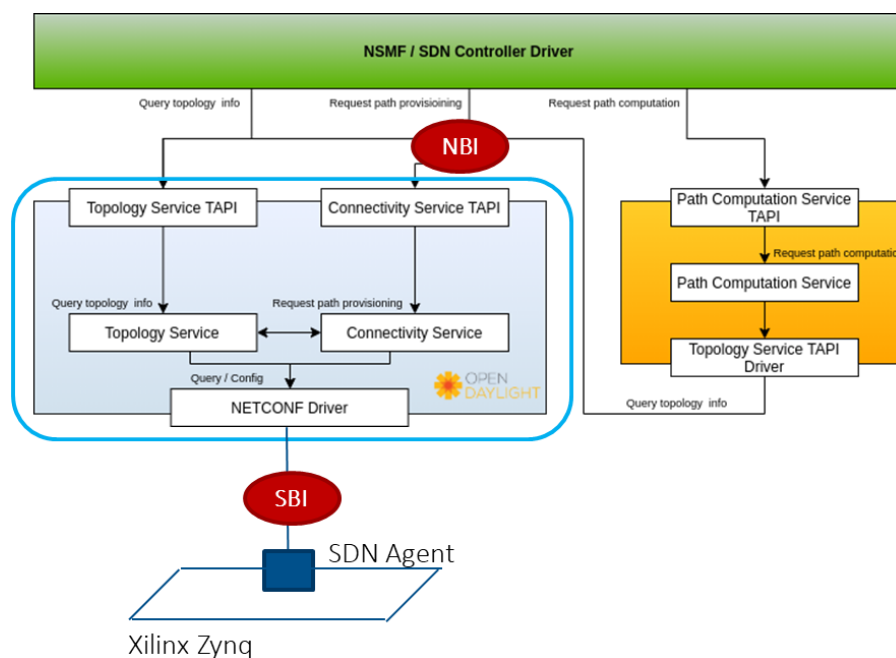 NSMF / SDN Controller Driver
Query topology info
Request path provisioining
Request path computation
NBI
Topology Service TAPI
Connectivity Service TAPI
Path Computation Service
TAPI
Request path computatio
Query topology info
Request path provisioning
Path Computation Service
Topology Service
Connectivity Service
Topology Service TAPI
Driver
Query / Config
OPEN
DAYLIGHT
NETCONF Driver
Query topology info
SBI
SDN Agent
Xilinx Zynq